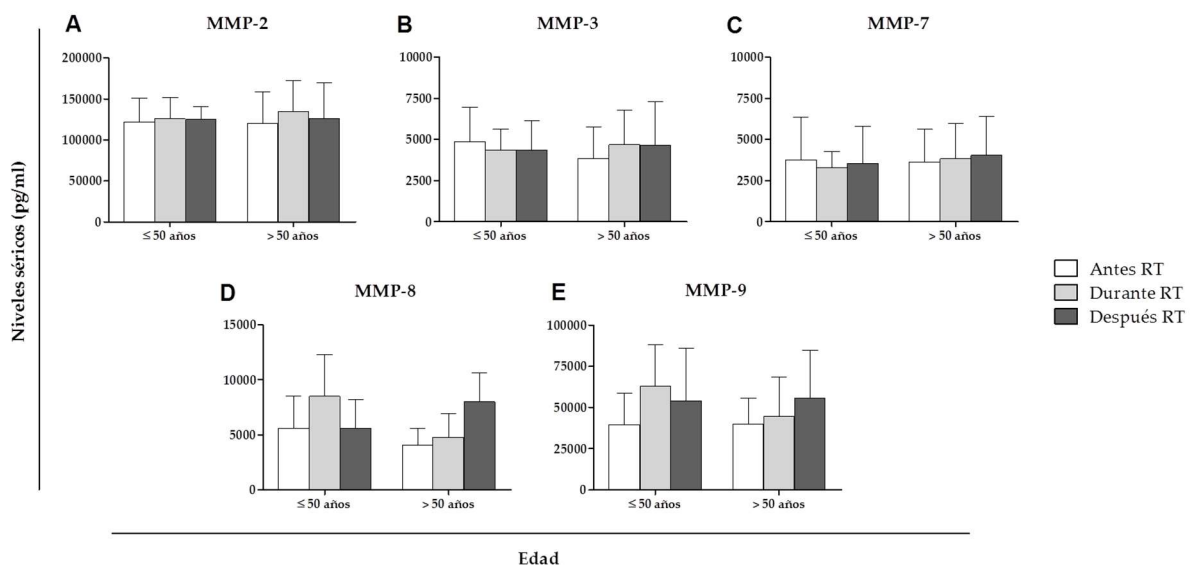 A
MMP-2
B
MMP-3
C
MMP-7
200000
150000
100000
50000
0
≤ 50 años
> 50 años
10000
7500
5000
2500
0
≤ 50 años
> 50 años
10000
7500
5000
2500
0
≤ 50 años
> 50 años
Niveles séricos (pg/ml)
D
MMP-8
E
MMP-9
15000
10000
5000
0
≤ 50 años
> 50 años
100000
75000
50000
25000
0
≤ 50 años
> 50 años
Antes RT
Durante RT
Después RT
Edad